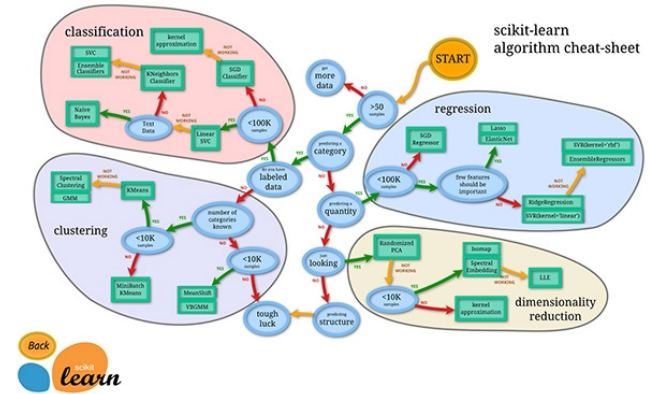 scikit-learn
algorithm cheat-sheet
classification
kernel
approximation
SVC
Ensemble
Classifiers
NOT
WORKING
KNeighbors
Classifier
NOT
WORKING
SGD
Classifier
NO
NO
Naive
Bayes
YES
Text
Data
NOT
WORKING
Linear
SVC
YES
<100K
samples
YES
START
get
more
data
NO
>50
samples
YES
predicting a
category
YES
do you have
labeled
data
NO
NO
predicting a
quantity
YES
NO
just
looking
YES
NO
predicting
structure
tough
luck
regression
SGD
Regressor
NO
<100K
samples
YES
few features
should be
important
YES
Lasso
ElasticNet
NO
RidgeRegression
SVR(kernel='linear')
NOT
WORKING
SVR(kernel='rbf')
EnsembleRegressors
clustering
Spectral
Clustering
GMM
NOT
WORKING
KMeans
YES
number of
categories
known
YES
NO
<10K
samples
NO
MiniBatch
KMeans
<10K
samples
YES
NO
MeanShift
VBGMM
dimensionality
reduction
Randomized
PCA
NOT
WORKING
<10K
samples
YES
Isomap
Spectral
Embedding
NOT
WORKING
LLE
NO
kernel
approximation
Back
scikit
learn